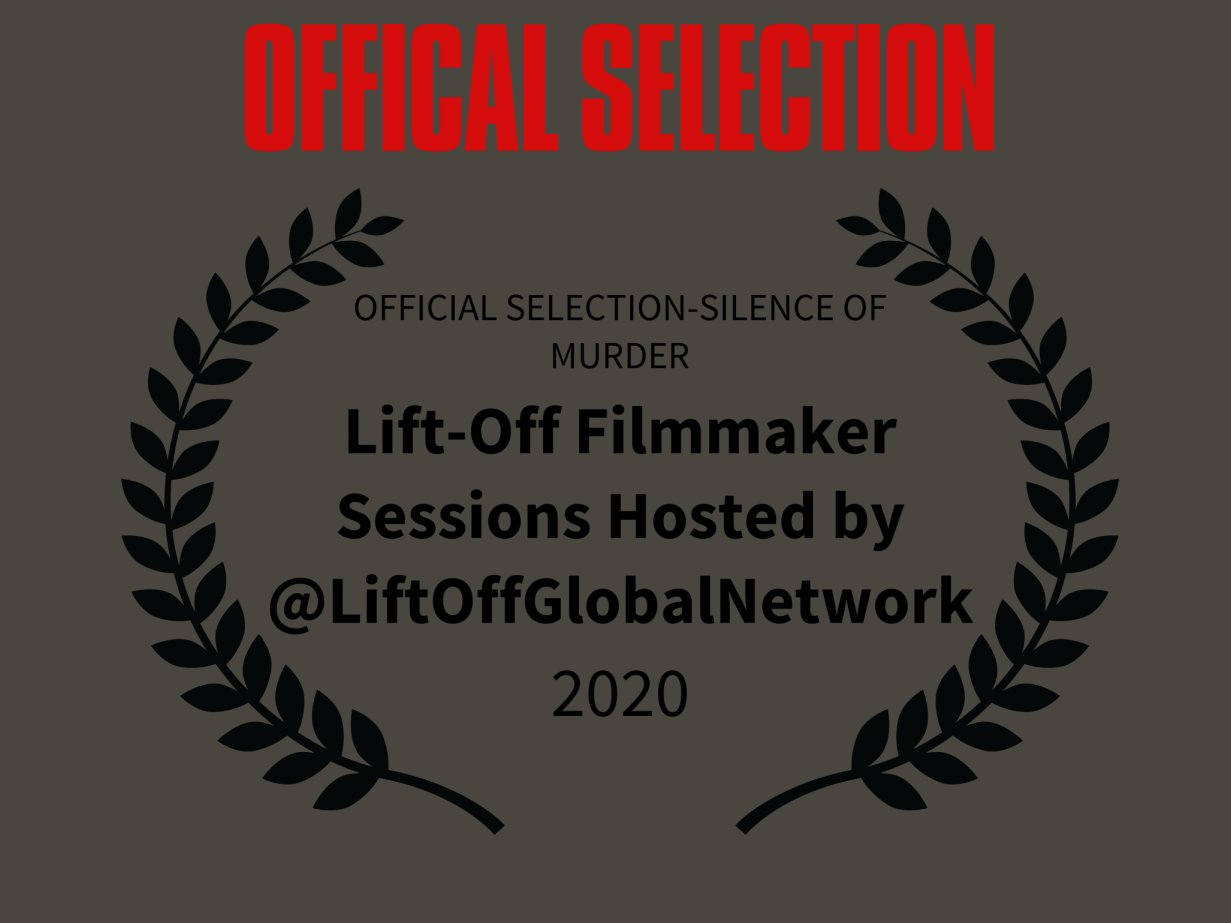 OFFICAL SELECTION
OFFICIAL SELECTION-SILENCE OF
MURDER
Lift-Off Filmmaker
Sessions Hosted by
@LiftOffGlobalNetwork
2020